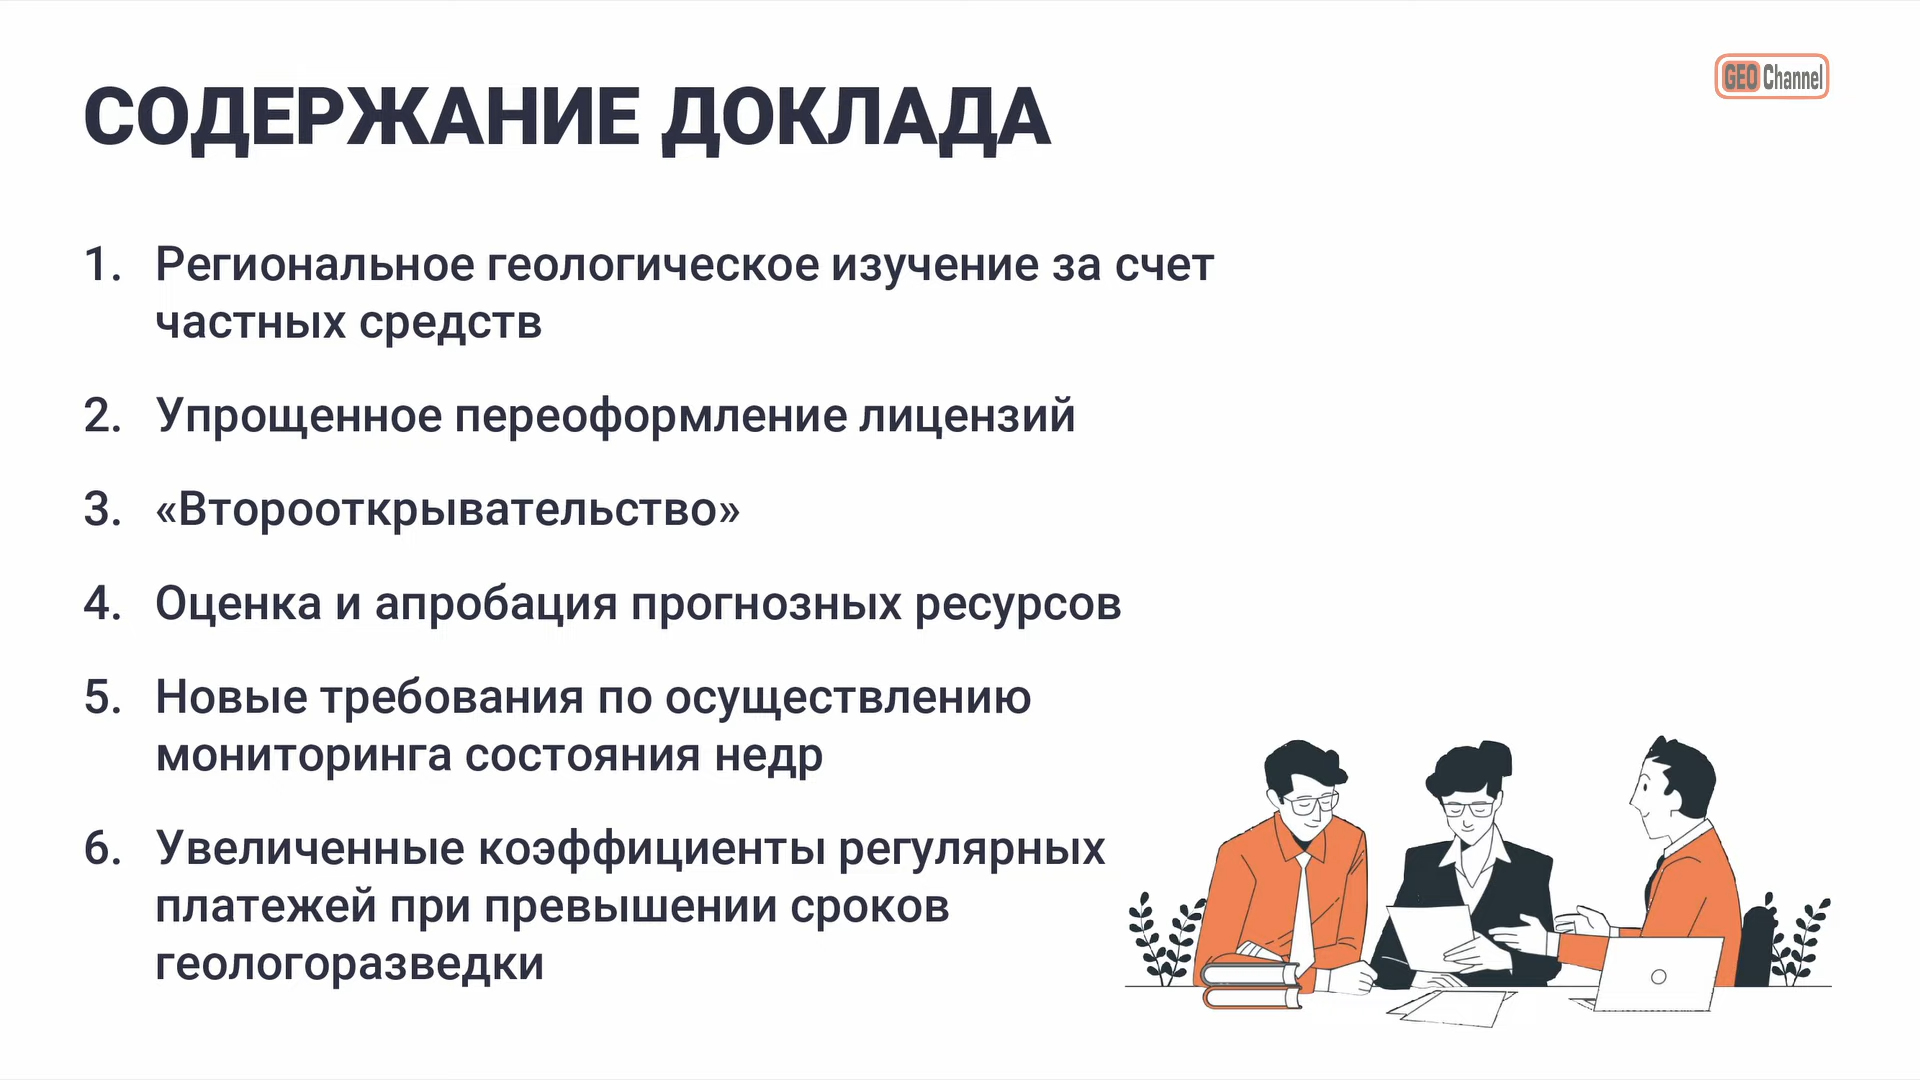 GEO Channel
СОДЕРЖАНИЕ ДОКЛАДА
1. Региональное геологическое изучение за счет
частных средств
2. Упрощенное переоформление лицензий
3. «Второоткрывательство»
4. Оценка и апробация прогнозных ресурсов
5. Новые требования по осуществлению
мониторинга состояния недр
6. Увеличенные коэффициенты регулярных
платежей при превышении сроков
геологоразведки